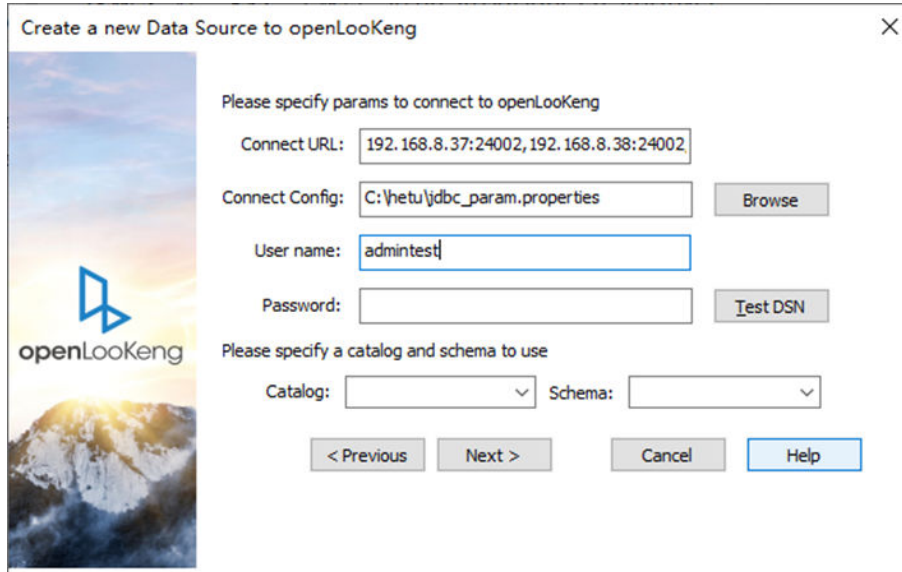 Create a new Data Source to openLooKeng
Please specify params to connect to openLooKeng
Connect URL: 192.168.8.37:24002,192.168.8.38:24002,
Connect Config: C:\hetu\jdbc_param.properties Browse
User name: admintest
Password: Test DSN
openLooKeng
Please specify a catalog and schema to use
Catalog: Schema:
< Previous Next > Cancel Help